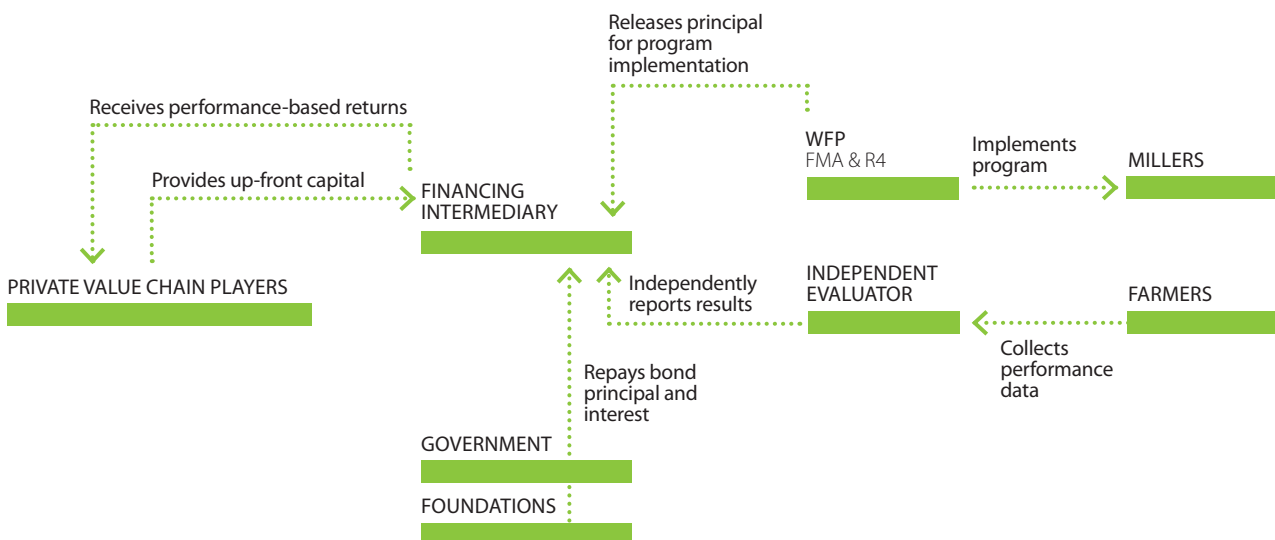 Releases principal
for program
implementation
Receives performance-based returns
Provides up-front capital
FINANCING
INTERMEDIARY
WFP
FMA & R4
Implements
program
MILLERS
PRIVATE VALUE CHAIN PLAYERS
Independently
reports results
INDEPENDENT
EVALUATOR
FARMERS
Collects
performance
data
Repays bond
principal and
interest
GOVERNMENT
FOUNDATIONS